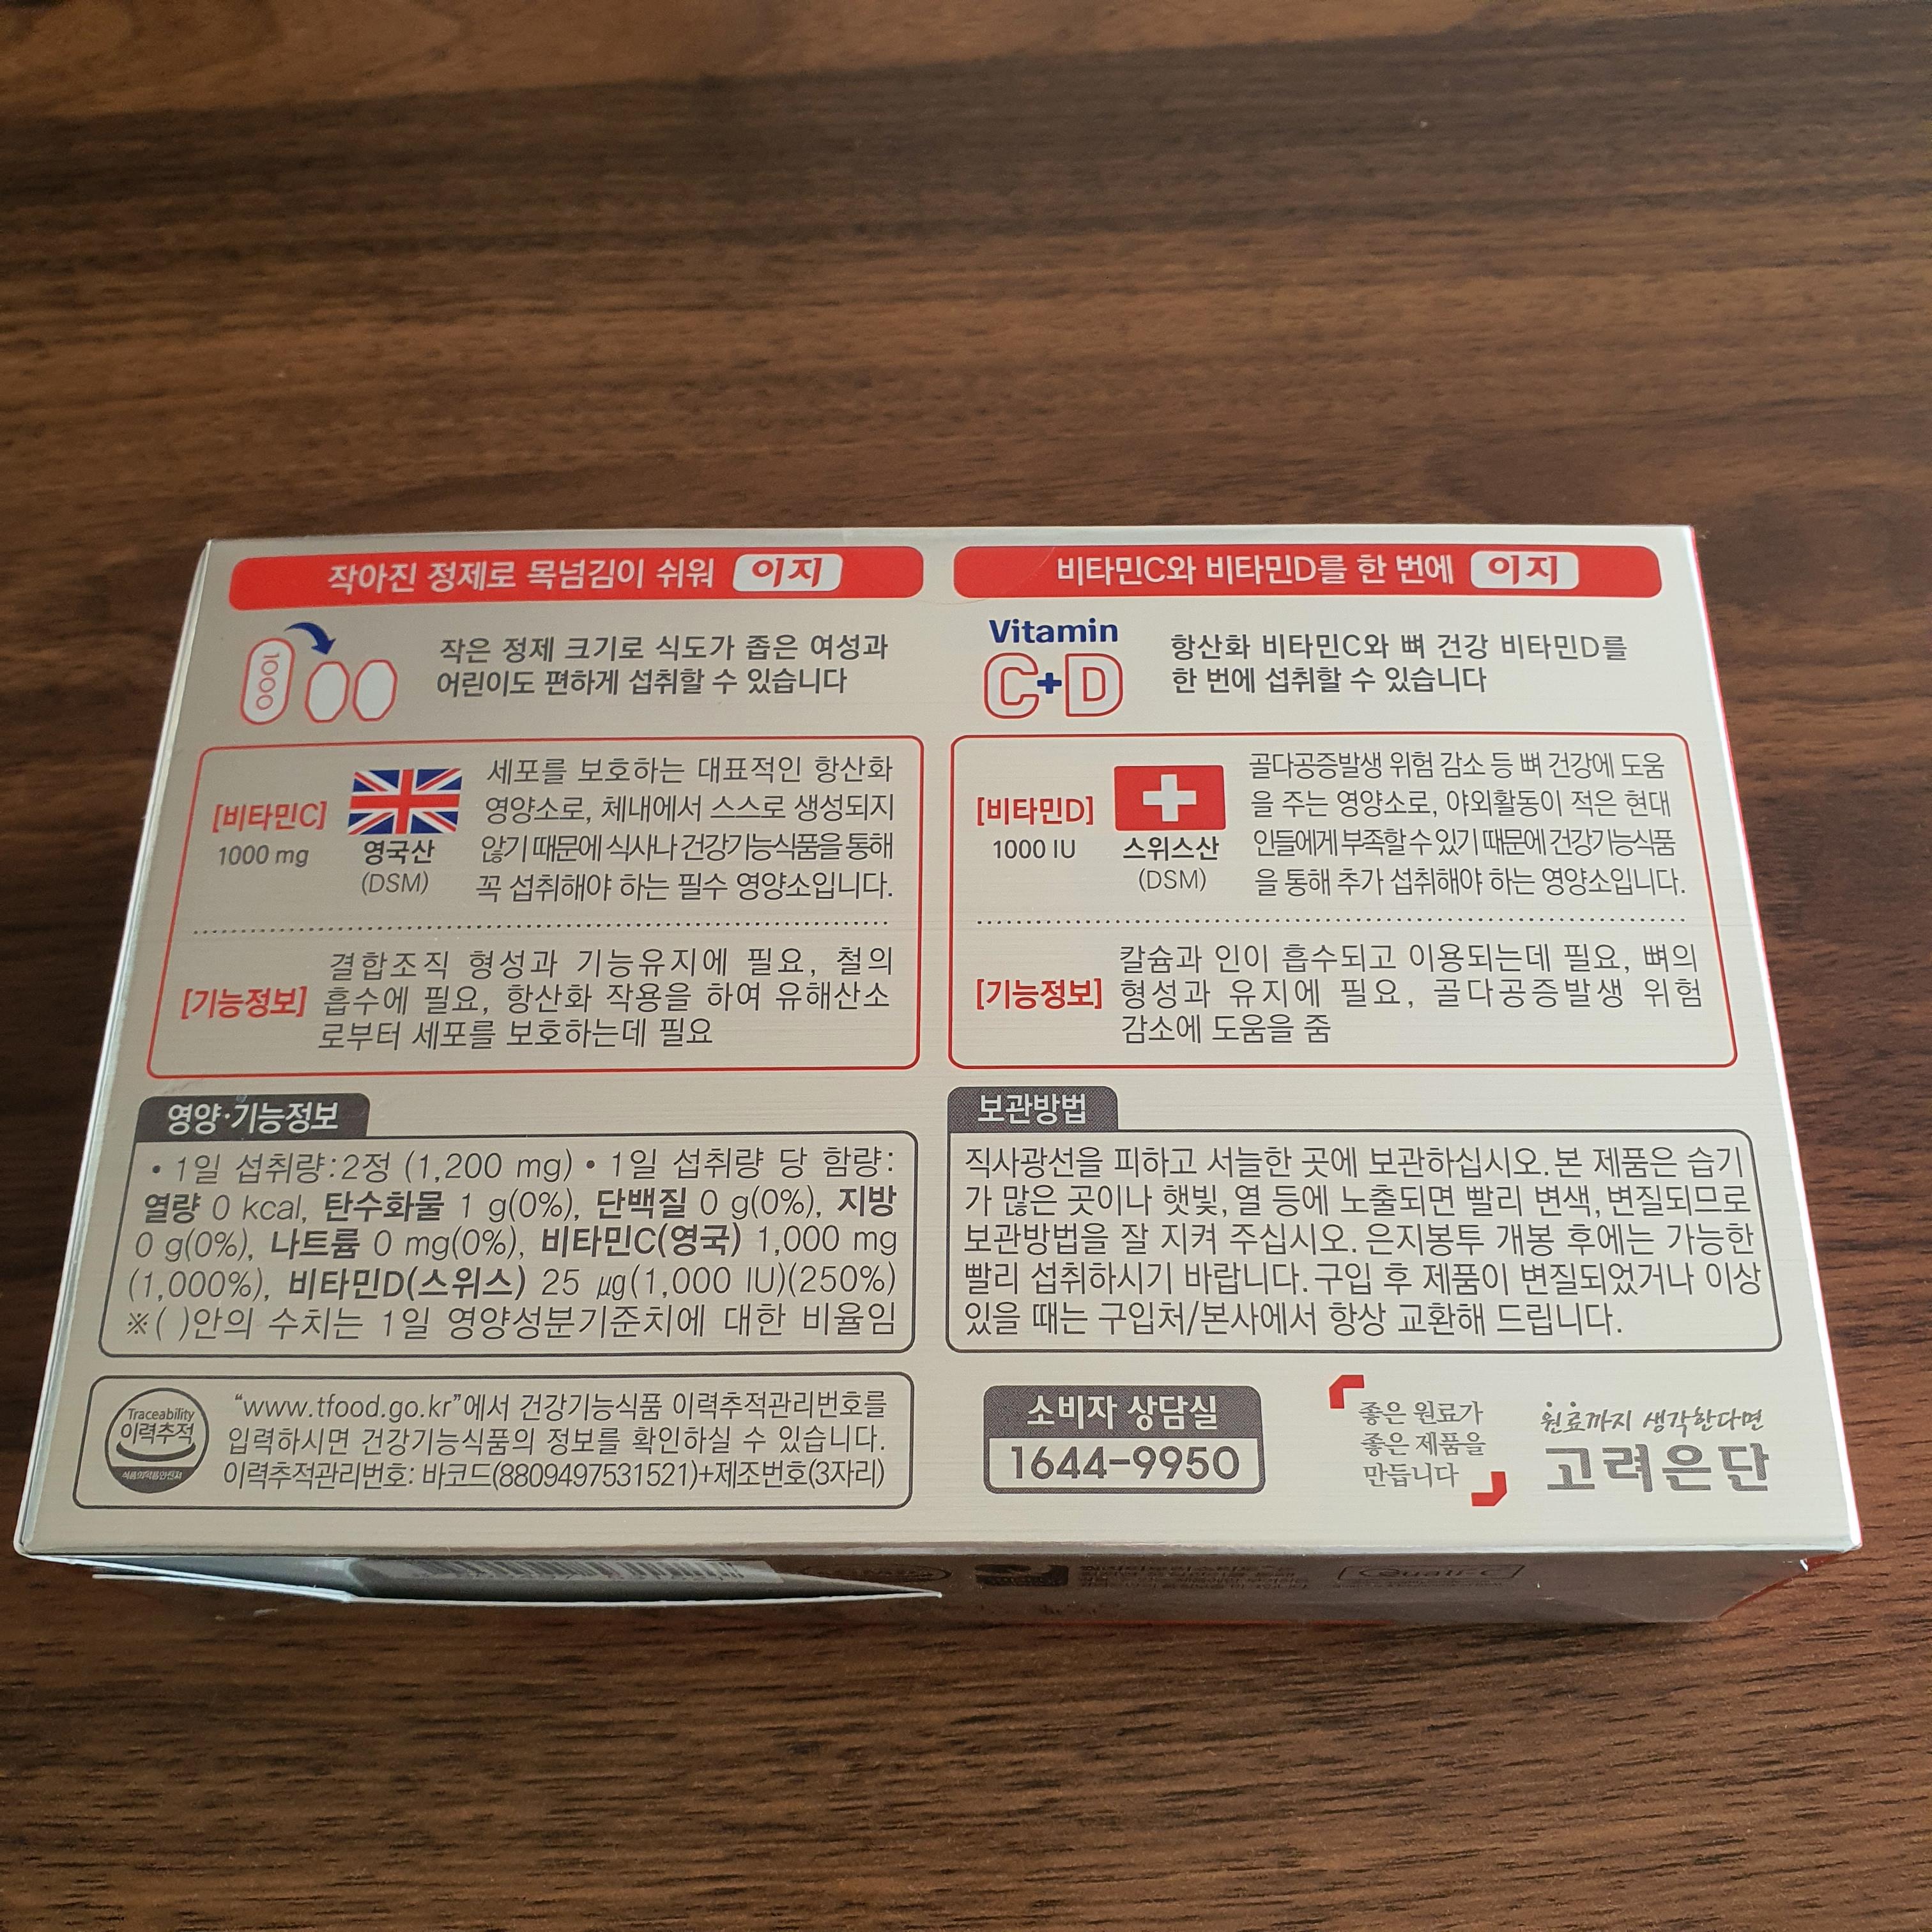 작아진 정제로 목넘김이 쉬워 이지
1000
작은 정제 크기로 식도가 좁은 여성과
어린이도 편하게 섭취할 수 있습니다
[비타민C]
1000 mg
영국산
(DSM)
세포를 보호하는 대표적인 항산화
영양소로, 체내에서 스스로 생성되지
않기 때문에 식사나 건강기능식품을 통해
꼭 섭취해야 하는 필수 영양소입니다.
[기능정보]
결합조직 형성과 기능유지에 필요, 철의
흡수에 필요, 항산화 작용을 하여 유해산소
로부터 세포를 보호하는데 필요
비타민C와 비타민D를 한 번에 이지
Vitamin
C+D
항산화 비타민C와 뼈 건강 비타민D를
한 번에 섭취할 수 있습니다
[비타민D]
1000 IU
스위스산
(DSM)
골다공증발생 위험 감소 등 뼈 건강에 도움
을 주는 영양소로, 야외활동이 적은 현대
인들에게 부족할 수 있기 때문에 건강기능식품
을 통해 추가 섭취해야 하는 영양소입니다.
[기능정보]
칼슘과 인이 흡수되고 이용되는데 필요, 뼈의
형성과 유지에 필요, 골다공증발생 위험
감소에 도움을 줌
영양·기능정보
• 1일 섭취량:2정 (1,200 mg) • 1일 섭취량 당 함량:
열량 0 kcal, 탄수화물 1 g(0%), 단백질 0 g(0%), 지방
0 g(0%), 나트륨 0 mg(0%), 비타민C(영국) 1,000 mg
(1,000%), 비타민D(스위스) 25 μg(1,000 IU)(250%)
※( )안의 수치는 1일 영양성분기준치에 대한 비율임
보관방법
직사광선을 피하고 서늘한 곳에 보관하십시오. 본 제품은 습기
가 많은 곳이나 햇빛, 열 등에 노출되면 빨리 변색, 변질되므로
보관방법을 잘 지켜 주십시오. 은지봉투 개봉 후에는 가능한
빨리 섭취하시기 바랍니다. 구입 후 제품이 변질되었거나 이상
있을 때는 구입처/본사에서 항상 교환해 드립니다.
Traceability
이력추적
식품의약품안전처
“www.tfood.go.kr”에서 건강기능식품 이력추적관리번호를
입력하시면 건강기능식품의 정보를 확인하실 수 있습니다.
이력추적관리번호: 바코드(8809497531521)+제조번호(3자리)
소비자 상담실
1644-9950
좋은 원료가
좋은 제품을
만듭니다
원료까지 생각한다면
고려은단